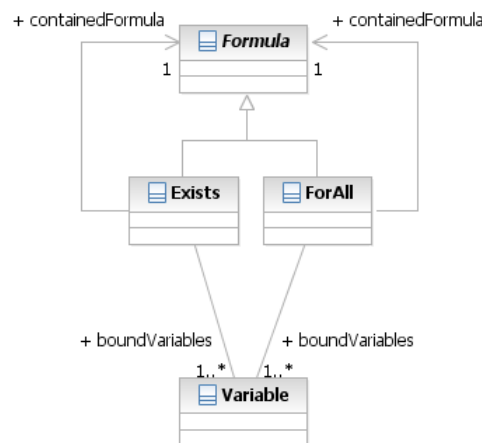 + containedFormula
+ containedFormula
Formula
1
1
Exists
ForAll
+ boundVariables
+ boundVariables
1..*
1..*
Variable